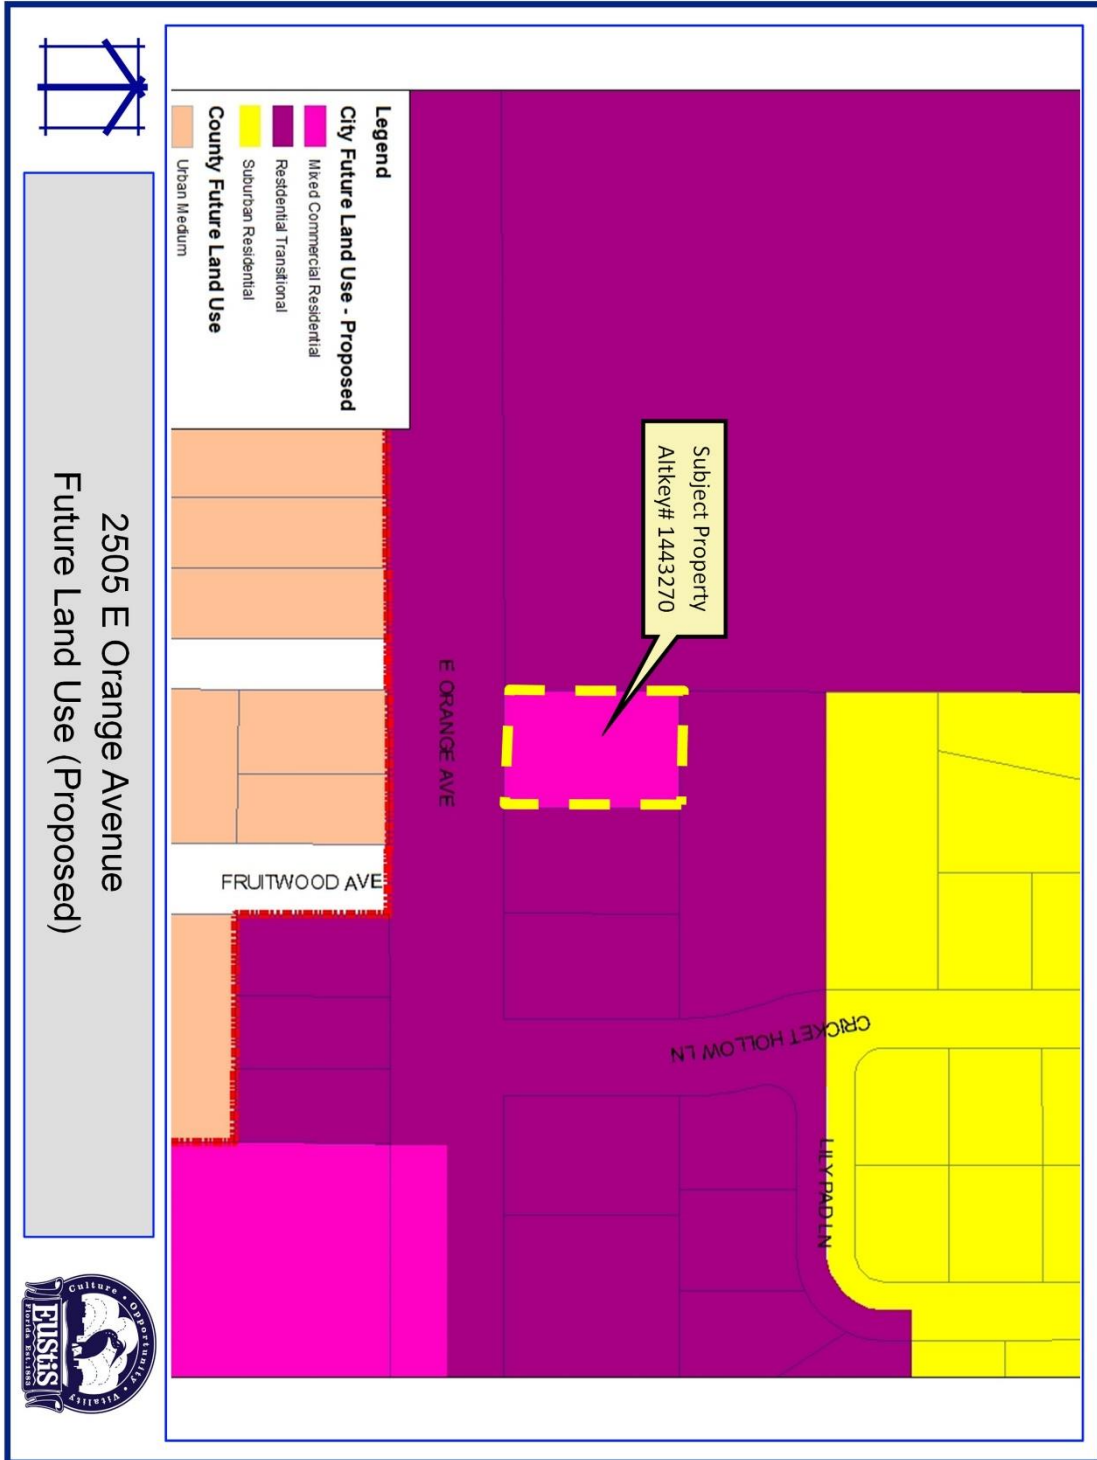 Legend
City Future Land Use - Proposed
Mixed Commercial Residential
Residential Transitional
Suburban Residential
County Future Land Use
Urban Medium
Subject Property
Altkey# 1443270
E ORANGE AVE
FRUITWOOD AVE
CRICKET HOLLOW LN
LILY PAD LN
2505 E Orange Avenue
Future Land Use (Proposed)
Culture • Opportunity • Vitality
EUSTIS
Florida Est.1883